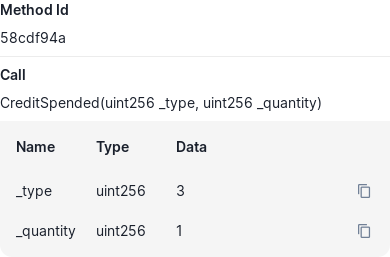 Method Id
58cdf94a
Call
CreditSpended(uint256 _type, uint256 _quantity)
Name Type Data
_type uint256 3
_quantity uint256 1